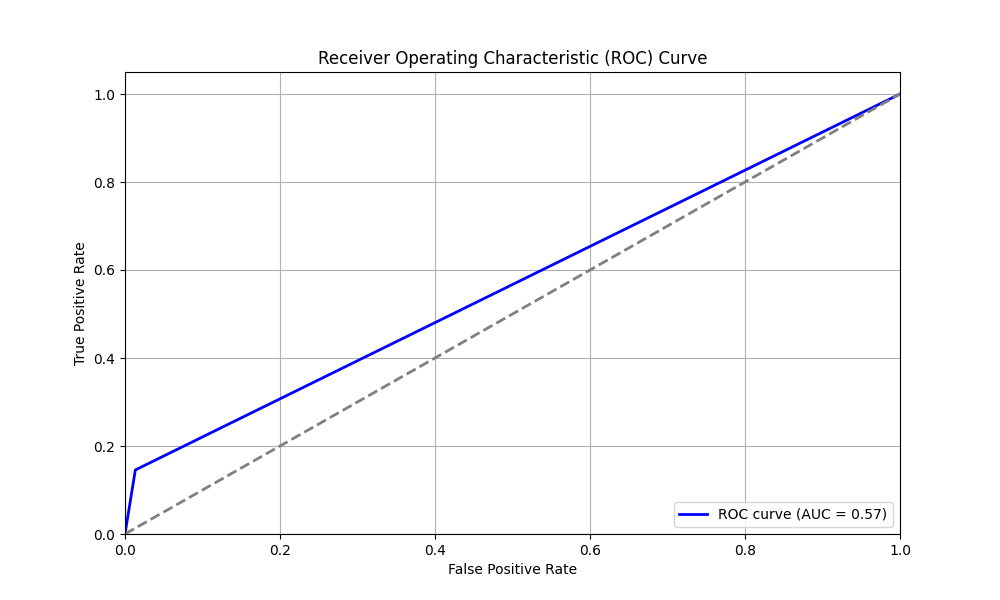 Receiver Operating Characteristic (ROC) Curve
1.0
0.8
0.6
0.4
0.2
0.0
True Positive Rate
ROC curve (AUC = 0.57)
0.0 0.2 0.4 0.6 0.8 1.0
False Positive Rate